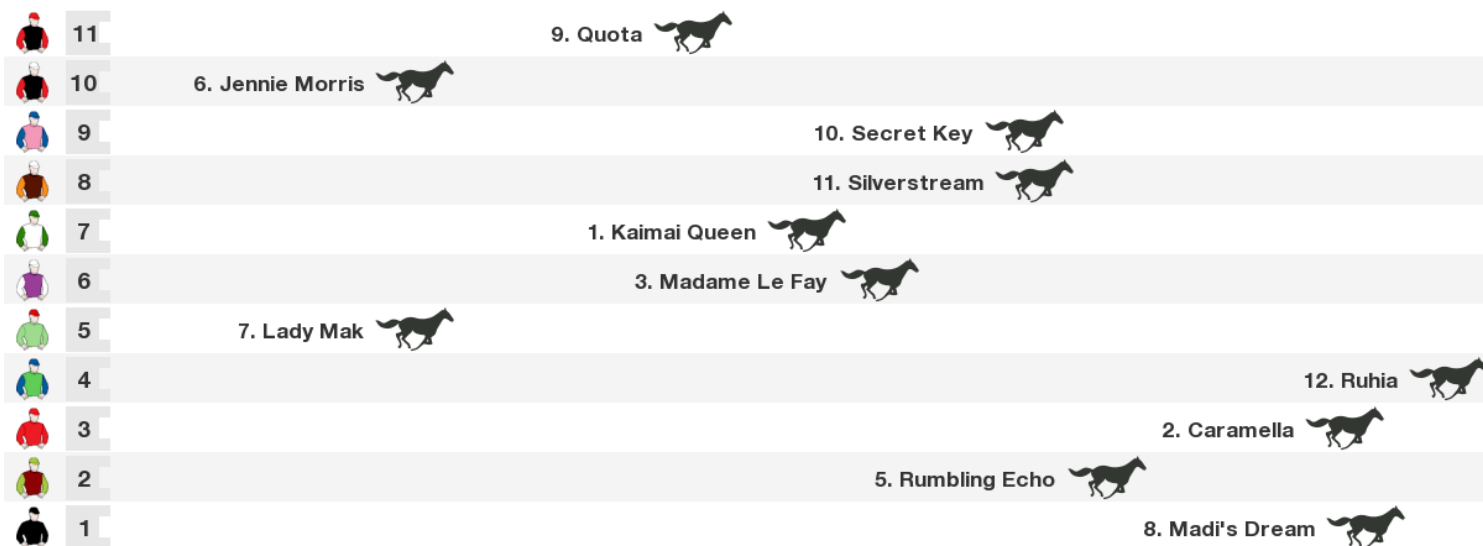 11 9. Quota
10 6. Jennie Morris
9 10. Secret Key
8 11. Silverstream
7 1. Kaimai Queen
6 3. Madame Le Fay
5 7. Lady Mak
4 12. Ruhia
3 2. Caramella
2 5. Rumbling Echo
1 8. Madi's Dream